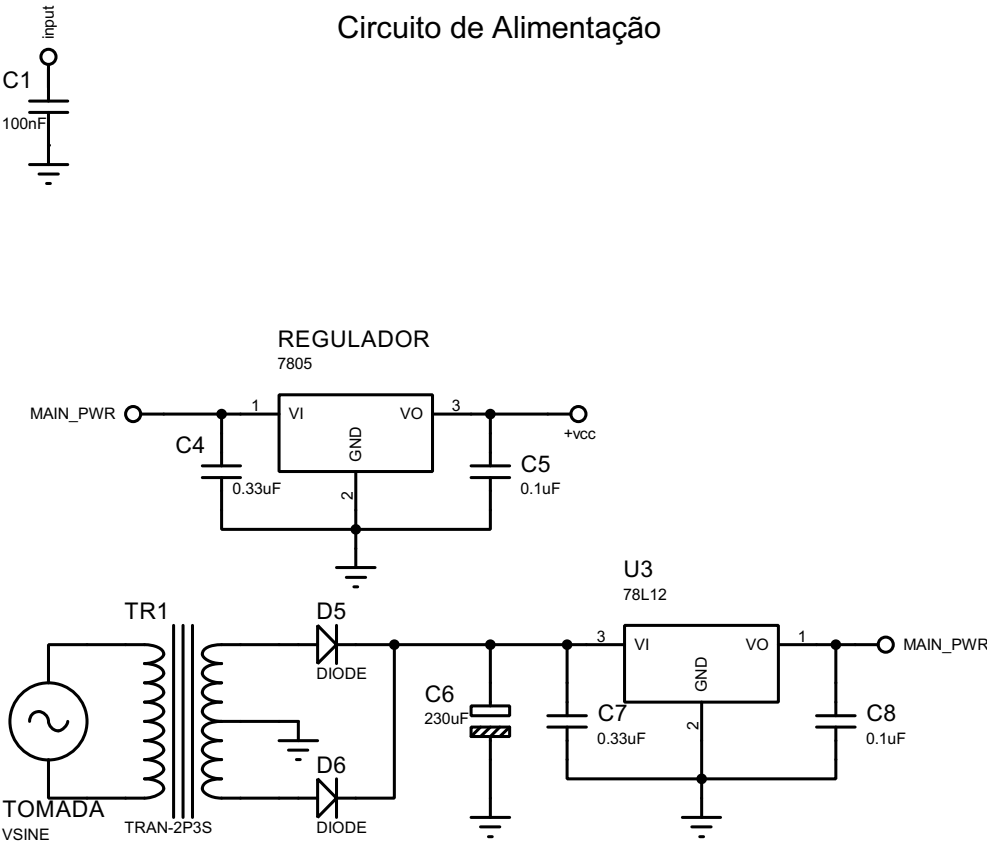 input
Circuito de Alimentação
C1
100nF
REGULADOR
7805
MAIN_PWR
1
VI
VO
3
+vcc
GND
2
C4
0.33uF
C5
0.1uF
U3
78L12
TR1
D5
DIODE
3
VI
VO
1
MAIN_PWR
GND
2
C6
230uF
C7
0.33uF
C8
0.1uF
D6
DIODE
TOMADA
VSINE
TRAN-2P3S